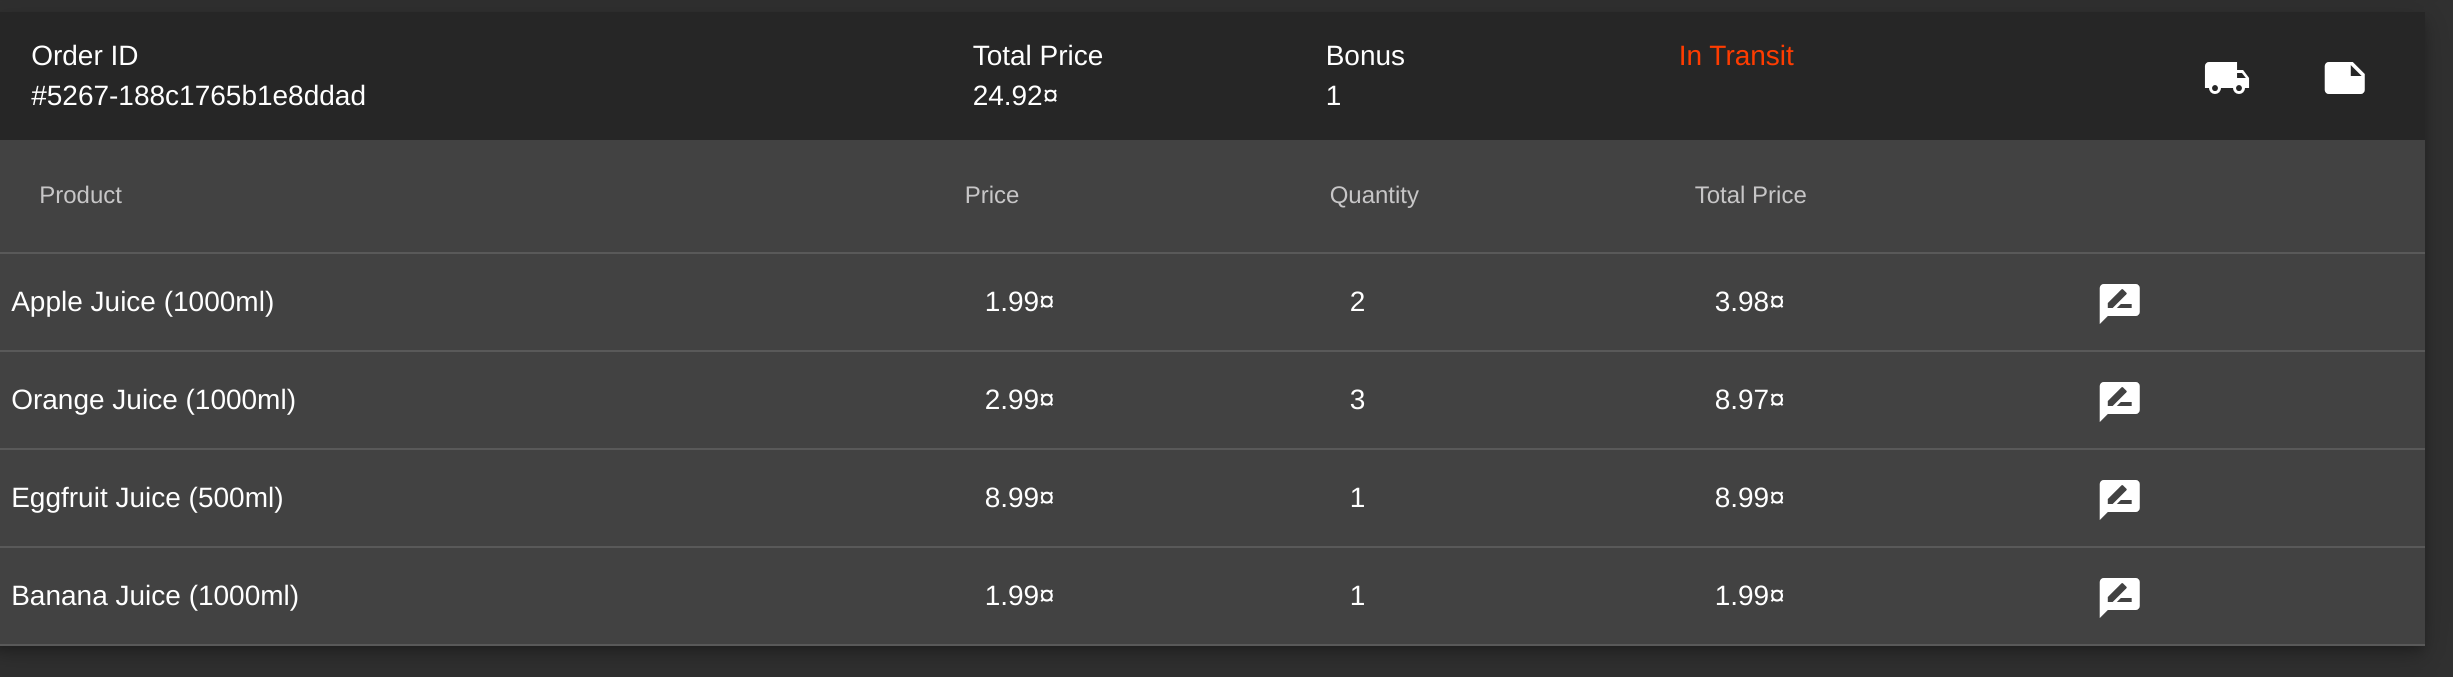 Order ID Total Price Bonus In Transit
#5267-188c1765b1e8ddad 24.92¤ 1
Product Price Quantity Total Price
Apple Juice (1000ml) 1.99¤ 2 3.98¤
Orange Juice (1000ml) 2.99¤ 3 8.97¤
Eggfruit Juice (500ml) 8.99¤ 1 8.99¤
Banana Juice (1000ml) 1.99¤ 1 1.99¤